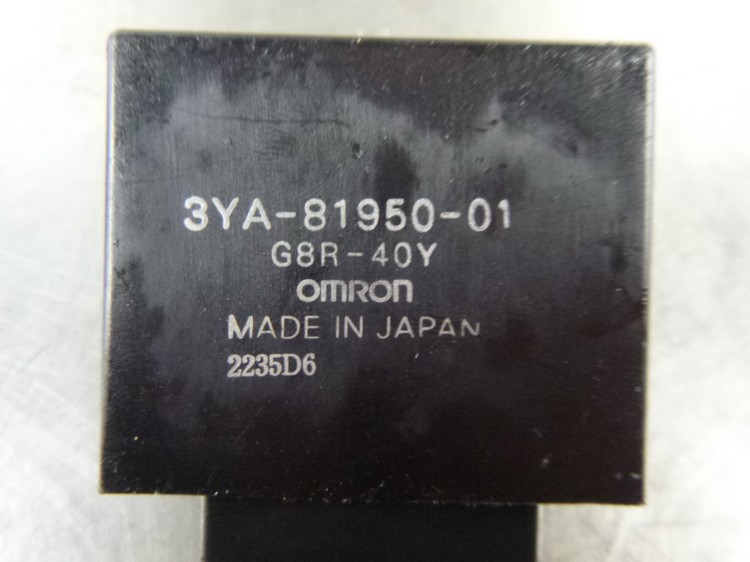 3YA-81950-01
G8R-40Y
OMRON
MADE IN JAPAN
2235D6